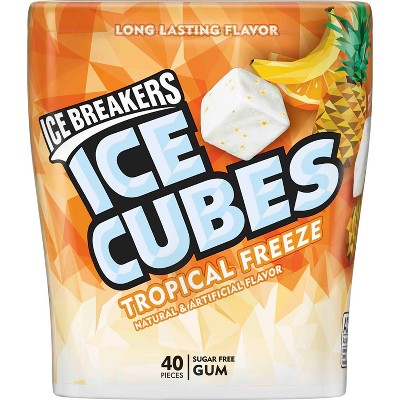 LONG LASTING FLAVOR
ICE BREAKERS
ICE
CUBES
TROPICAL FREEZE
NATURAL & ARTIFICIAL FLAVOR
40
PIECES
SUGAR FREE
GUM